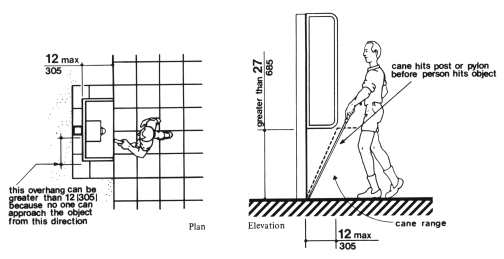 12 max
305
this overhang can be
greater than 12|305|
because no one can
approach the object
from this direction
Plan
greater than 27
685
cane hits post or pylon
before person hits object
Elevation
cane range
12 max
305